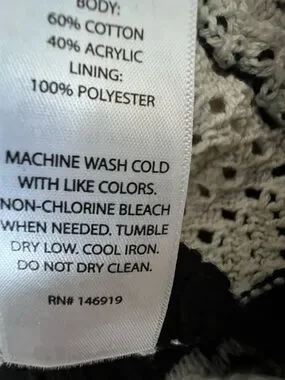 BODY:
60% COTTON
40% ACRYLIC
LINING:
100% POLYESTER
MACHINE WASH COLD
WITH LIKE COLORS.
NON-CHLORINE BLEACH
WHEN NEEDED. TUMBLE
DRY LOW. COOL IRON.
DO NOT DRY CLEAN.
RN# 146919